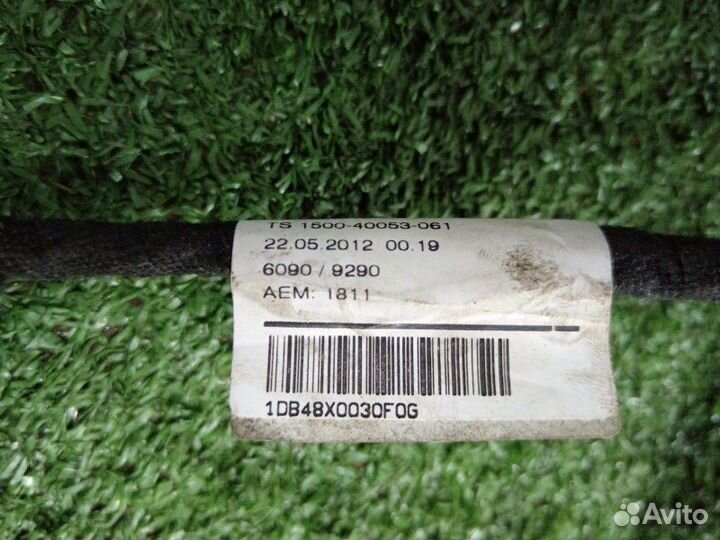 TS 1500-40053-061
22.05.2012 00.19
6090 / 9290
AEM: 1811
1DB48X0030F0G
Avito